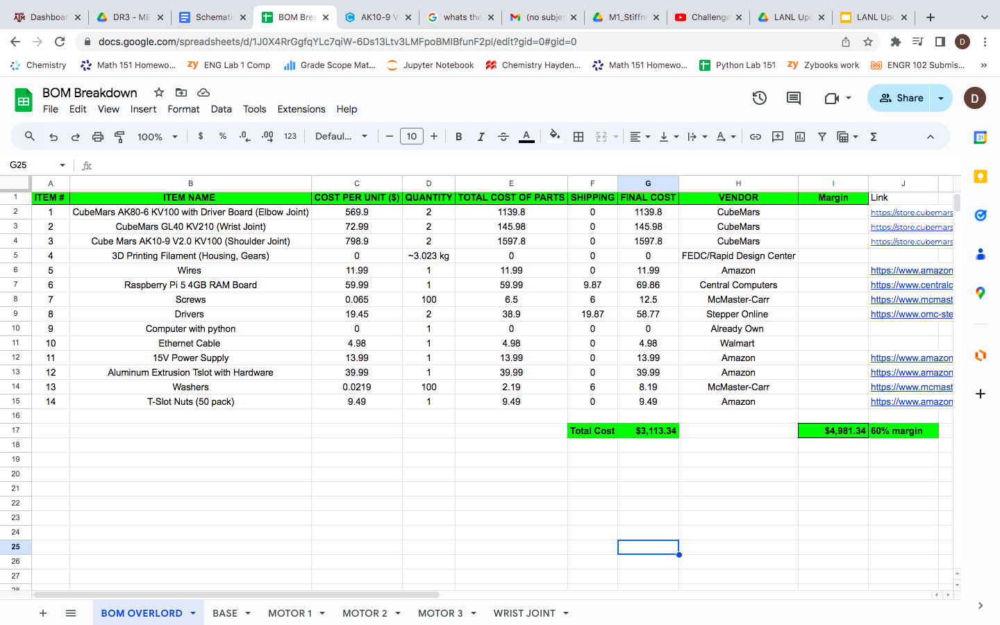 Dashboar
DR3 - ME
Schemati
BOM Brea
AK10-9 V
whats the
(no subje
M1_Stiffn
Challenge
LANL Upd
LANL Upd
docs.google.com/spreadsheets/d/1J0X4RrGgfqYLc7qiW-6Ds13Ltv3LMFpoBMIBfunF2pI/edit?gid=0#gid=0
D
Chemistry
Math 151 Homewo...
ENG Lab 1 Comp
Grade Scope Mat...
Jupyter Notebook
Chemistry Hayden...
Math 151 Homewo...
Python Lab 151
Zybooks work
ENGR 102 Submis...
BOM Breakdown
File Edit View Insert Format Data Tools Extensions Help
Share
D
100% $ % .0 .00 123 Defaul... 10 B I A
G25
A B C D E F G H I J
1 ITEM # ITEM NAME COST PER UNIT ($) QUANTITY TOTAL COST OF PARTS SHIPPING FINAL COST VENDOR Margin Link
2 1 CubeMars AK80-6 KV100 with Driver Board (Elbow Joint) 569.9 2 1139.8 0 1139.8 CubeMars https://store.cubemars
3 2 CubeMars GL40 KV210 (Wrist Joint) 72.99 2 145.98 0 145.98 CubeMars https://store.cubemars
4 3 Cube Mars AK10-9 V2.0 KV100 (Shoulder Joint) 798.9 2 1597.8 0 1597.8 CubeMars https://store.cubemars
5 4 3D Printing Filament (Housing, Gears) 0 ~3.023 kg 0 0 0 FEDC/Rapid Design Center
6 5 Wires 11.99 1 11.99 0 11.99 Amazon https://www.amazon
7 6 Raspberry Pi 5 4GB RAM Board 59.99 1 59.99 9.87 69.86 Central Computers https://www.centralc
8 7 Screws 0.065 100 6.5 6 12.5 McMaster-Carr https://www.mcmast
9 8 Drivers 19.45 2 38.9 19.87 58.77 Stepper Online https://www.omc-ste
10 9 Computer with python 0 1 0 0 0 Already Own
11 10 Ethernet Cable 4.98 1 4.98 0 4.98 Walmart
12 11 15V Power Supply 13.99 1 13.99 0 13.99 Amazon https://www.amazon
13 12 Aluminum Extrusion Tslot with Hardware 39.99 1 39.99 0 39.99 Amazon https://www.amazon
14 13 Washers 0.0219 100 2.19 6 8.19 McMaster-Carr https://www.mcmast
15 14 T-Slot Nuts (50 pack) 9.49 1 9.49 0 9.49 Amazon https://www.amazon
16
17 Total Cost $3,113.34 $4,981.34 60% margin
18
19
20
21
22
23
24
25
26
27
28
BOM OVERLORD BASE MOTOR 1 MOTOR 2 MOTOR 3 WRIST JOINT